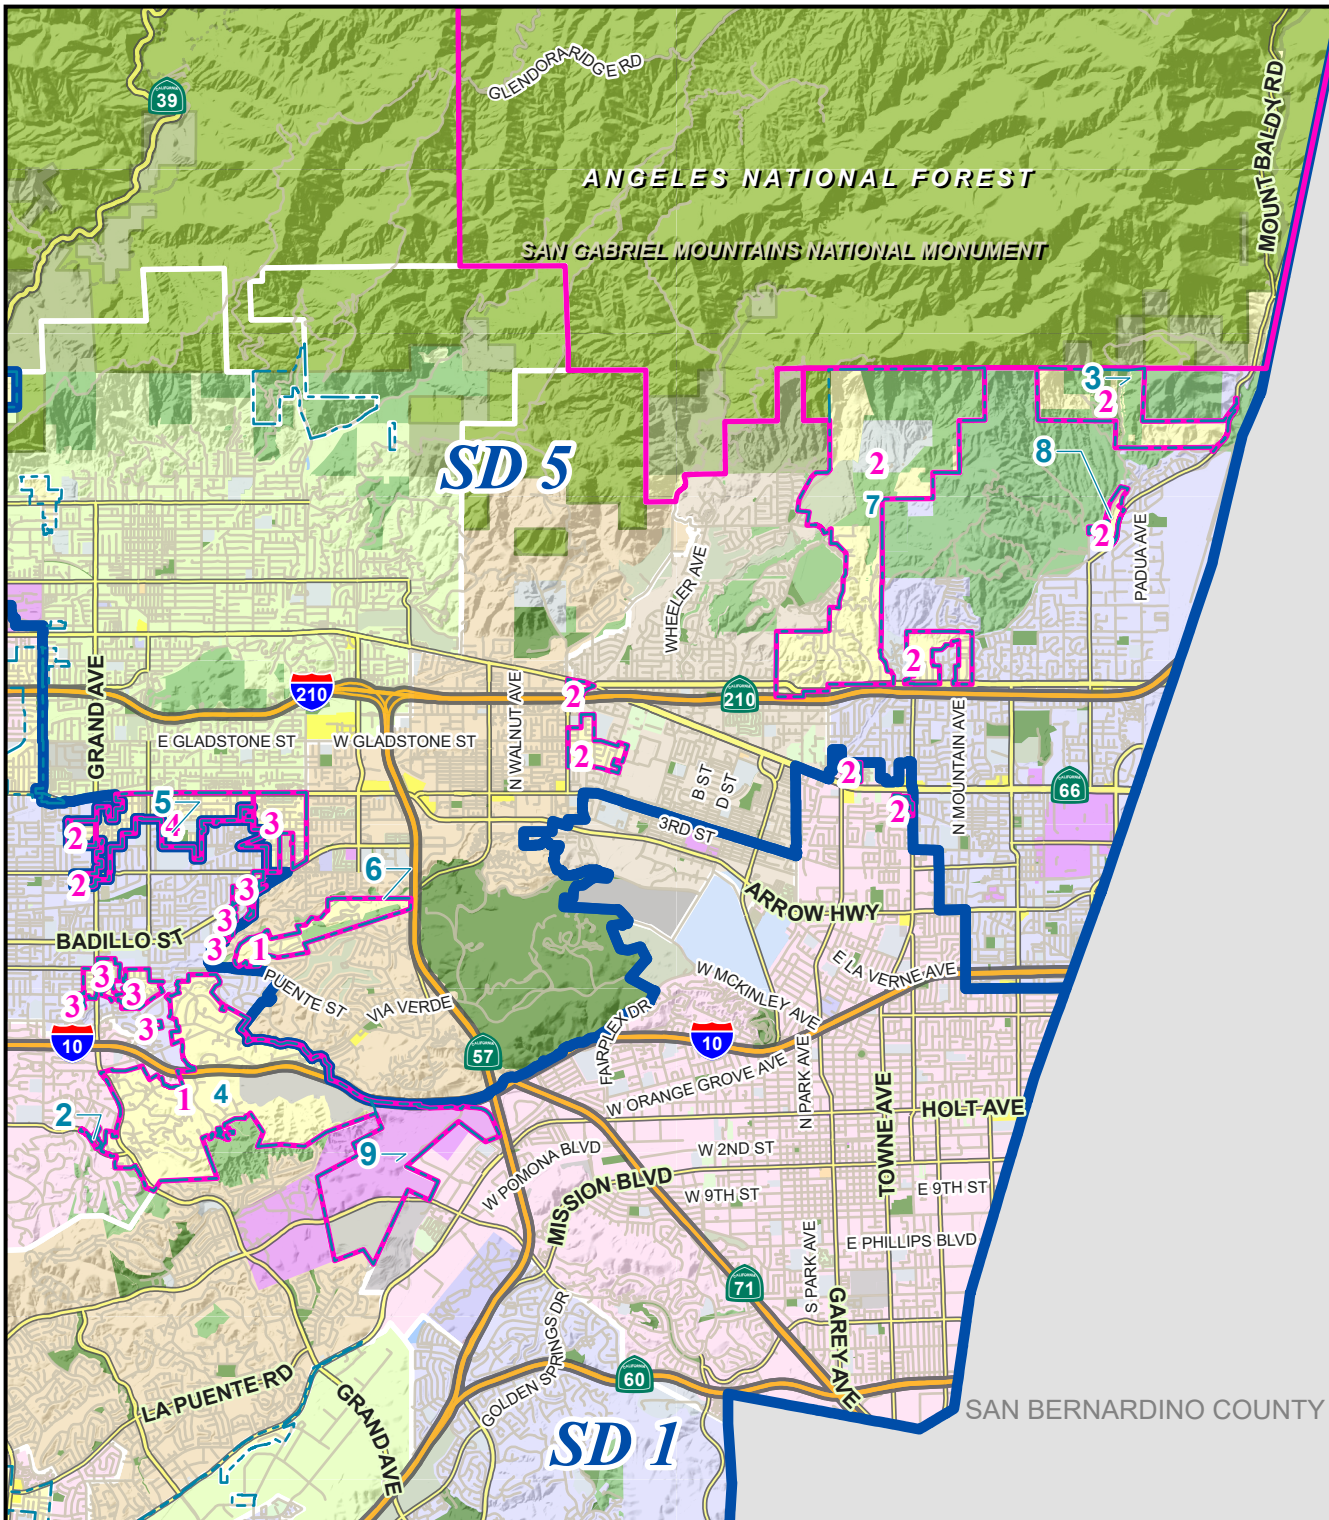 GLENDORA RIDGE RD
CALIFORNIA
39
MOUNT BALDY RD
ANGELES NATIONAL FOREST
SAN GABRIEL MOUNTAINS NATIONAL MONUMENT
3
2
SD 5
8
2
7
2
PADUA AVE
WHEELER AVE
2
GRAND AVE
210
2
CALIFORNIA
210
E GLADSTONE ST
W GLADSTONE ST
N WALNUT AVE
2
B ST
D ST
N MOUNTAIN AVE
2
CALIFORNIA
66
5
4
3
2
3RD ST
2
6
2
3
ARROW HWY
3
BADILLO ST
3
1
E LA VERNE AVE
3
3
W MCKINLEY AVE
PUENTE ST
VIA VERDE
3
3
FAIRPLEX DR
10
CALIFORNIA
57
10
N PARK AVE
W ORANGE GROVE AVE
1
4
TOWNE AVE
HOLT AVE
2
9
W POMONA BLVD
W 2ND ST
MISSION BLVD
W 9TH ST
E 9TH ST
S PARK AVE
E PHILLIPS BLVD
CALIFORNIA
71
GAREY AVE
GOLDEN SPRINGS DR
CALIFORNIA
60
LA PUENTE RD
GRAND AVE
SAN BERNARDINO COUNTY
SD 1